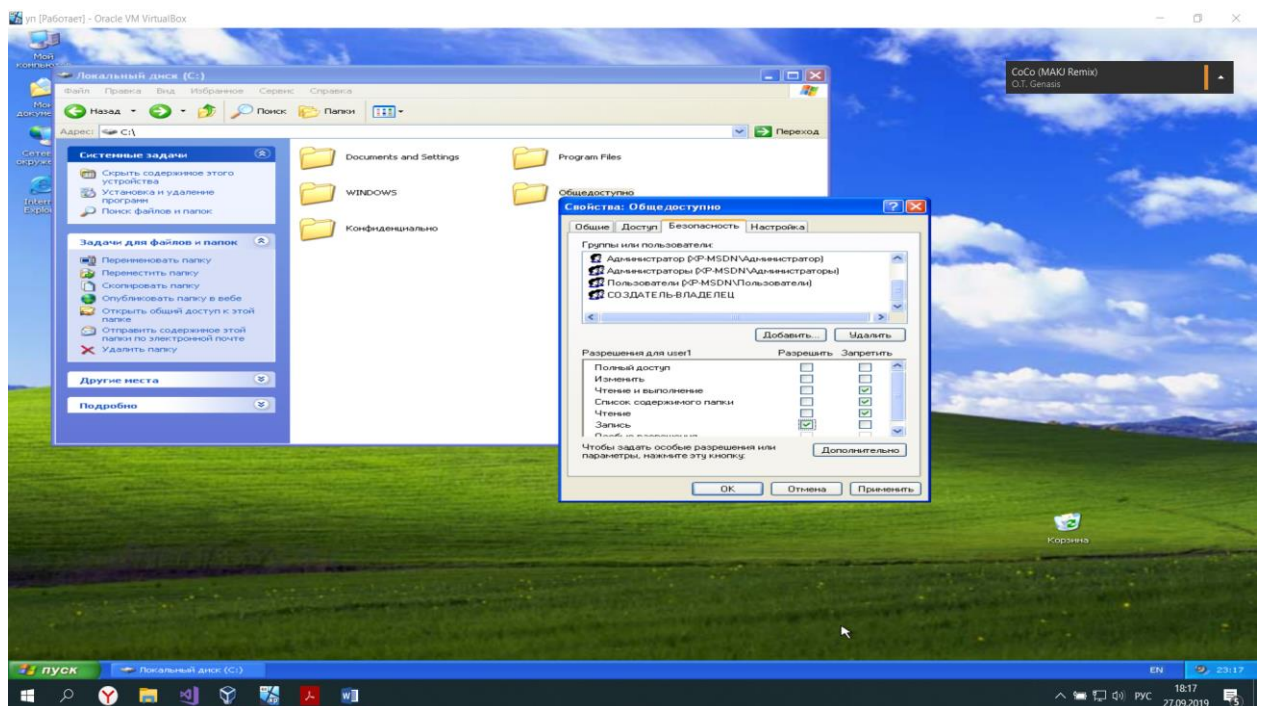 уп [Работает] - Oracle VM VirtualBox
Мой
CoCo (MAKJ Remix)
O.T. Genasis
Локальный диск (C:)
Файл Правка Вид Избранное Сервис Справка
Назад Поиск Папки
Адрес: C:\ Переход
Системные задачи
Скрыть содержимое этого
устройства
Установка и удаление
программ
Поиск файлов и папок
Задачи для файлов и папок
Переименовать папку
Переместить папку
Скопировать папку
Опубликовать папку в вебе
Открыть общий доступ к этой
папке
Отправить содержимое этой
папки по электронной почте
Удалить папку
Другие места
Подробно
Documents and Settings
Program Files
WINDOWS
Общедоступно
Конфиденциально
Свойства: Общедоступно
Общие Доступ Безопасность Настройка
Группы или пользователи:
Администратор (XP-MSDN\Администратор)
Администраторы (XP-MSDN\Администраторы)
Пользователи (XP-MSDN\Пользователи)
СОЗДАТЕЛЬ-ВЛАДЕЛЕЦ
Добавить... Удалить
Разрешения для user1 Разрешить Запретить
Полный доступ
Изменить
Чтение и выполнение
Список содержимого папки
Чтение
Запись
Чтобы задать особые разрешения или
параметры, нажмите эту кнопку.
Дополнительно
OK Отмена Применить
Корзина
пуск Локальный диск (C:) EN 23:17
РУС 18:17
27.09.2019